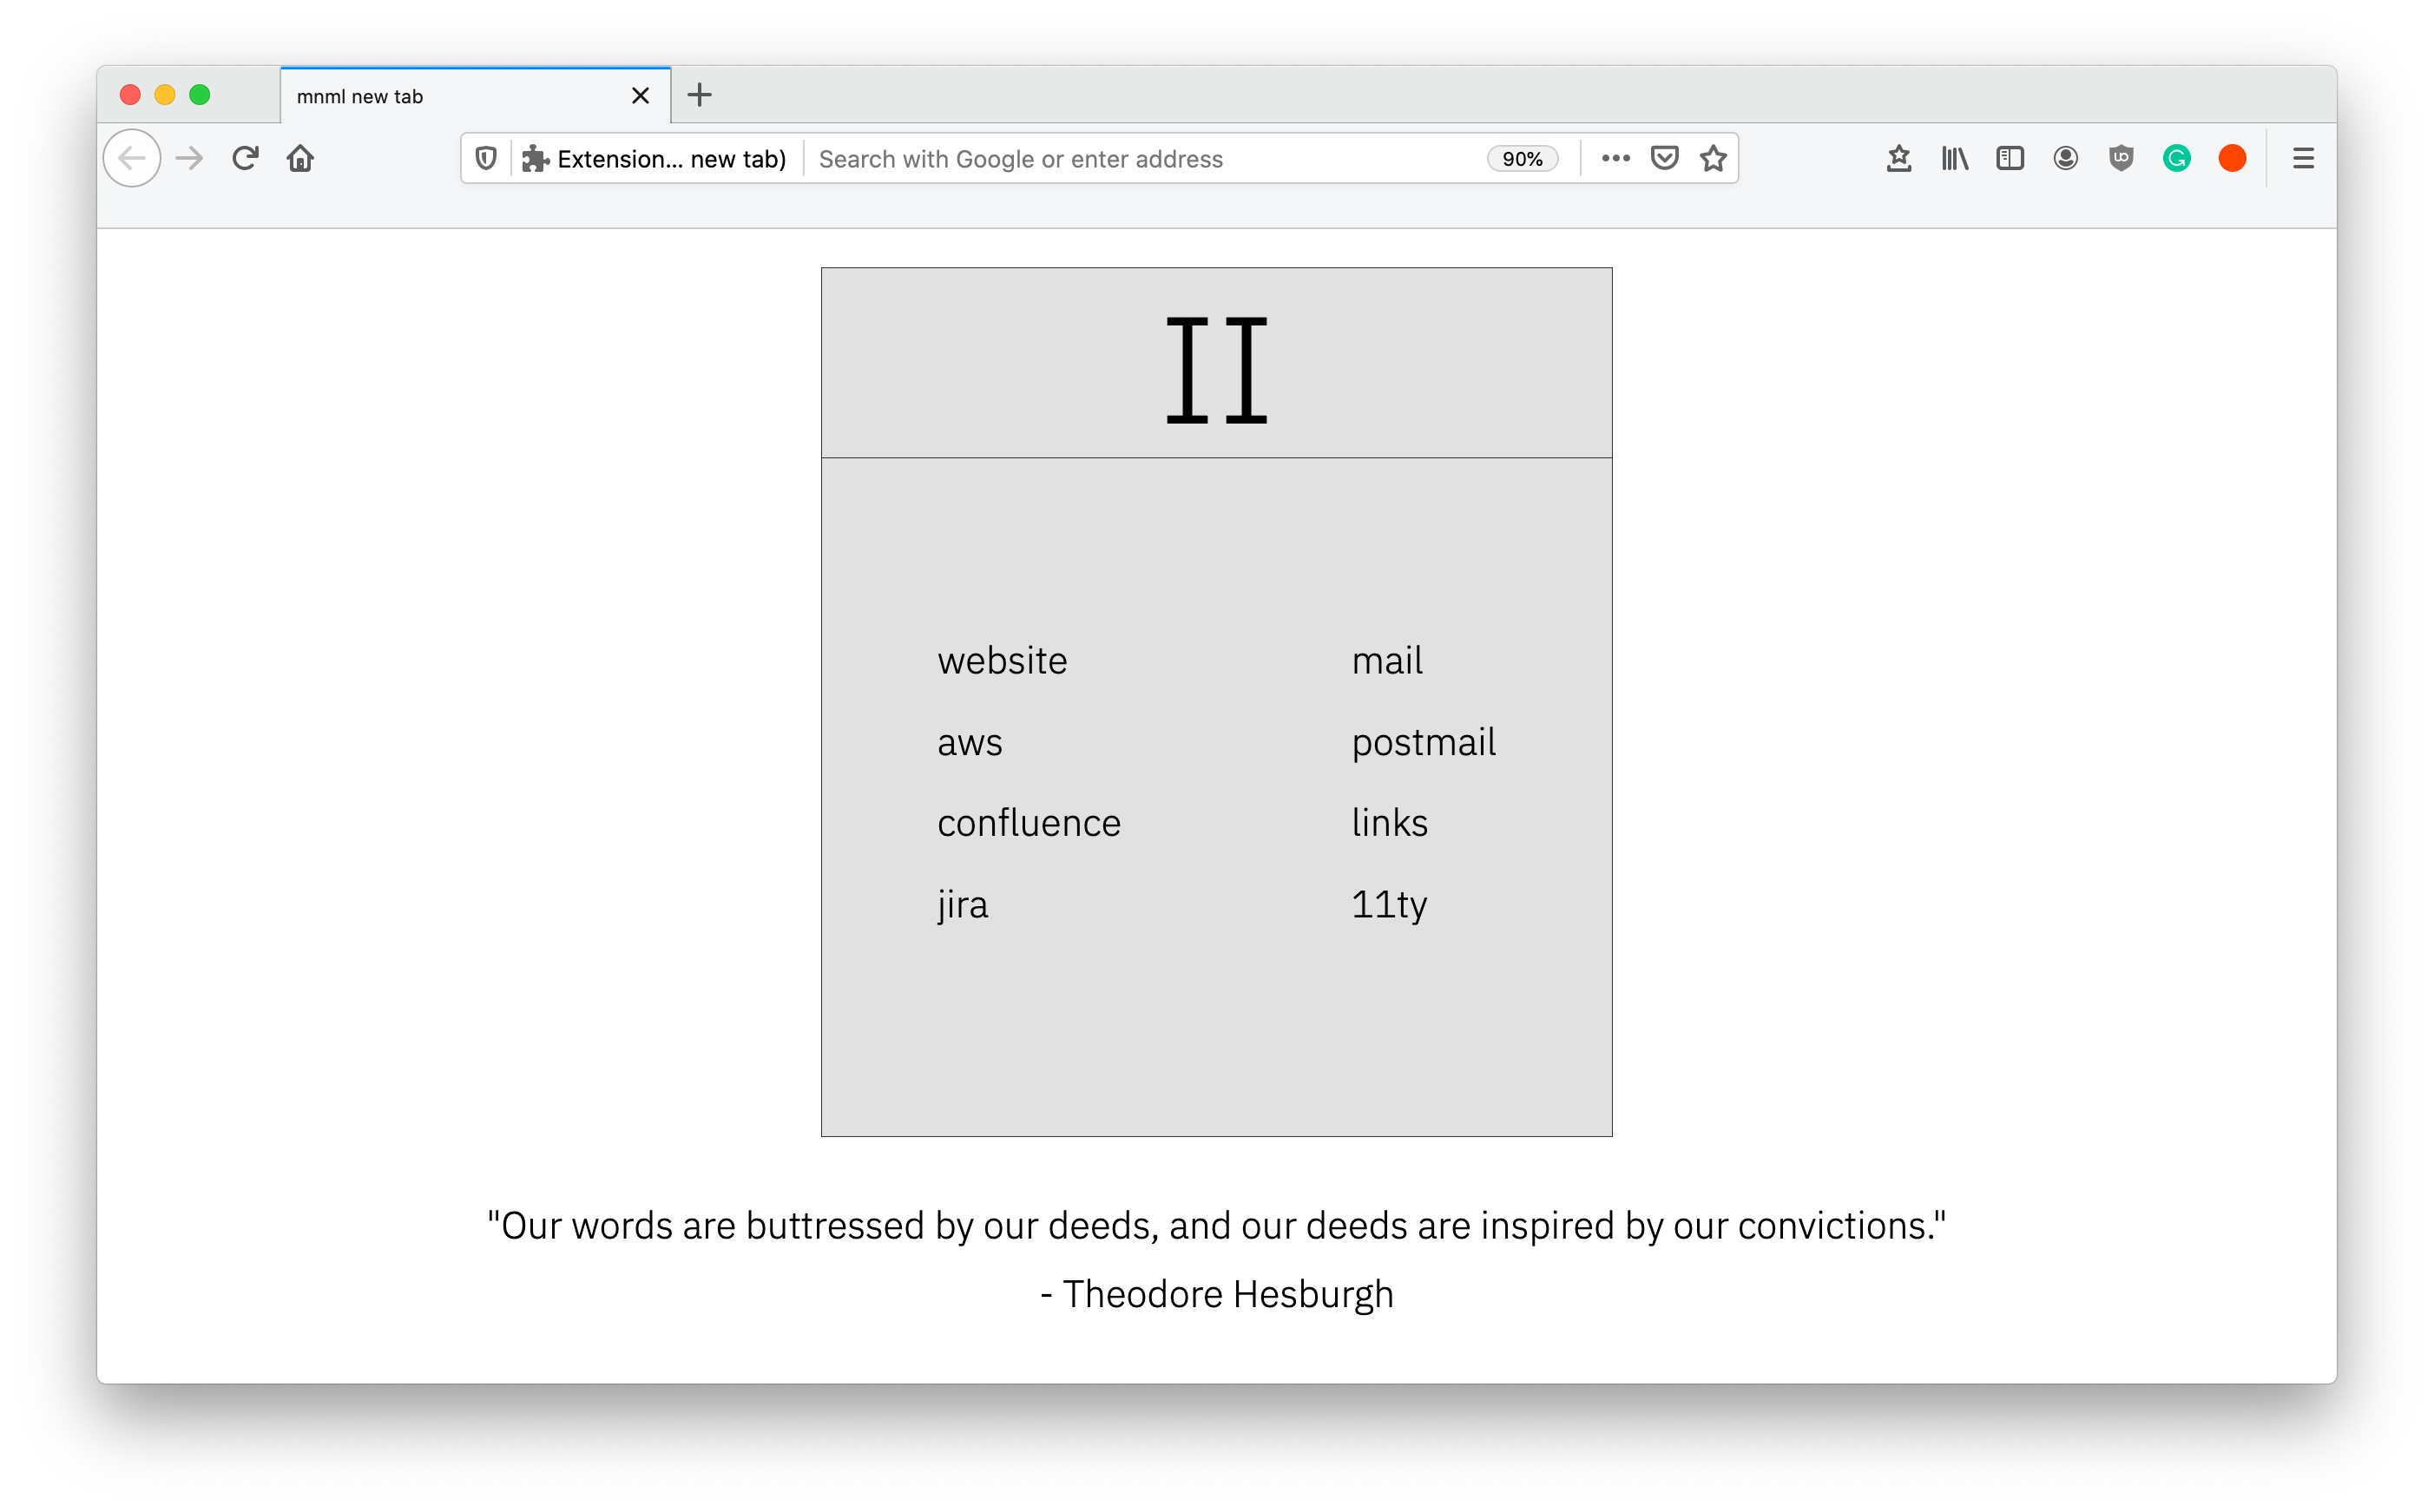 mnml new tab
Extension... new tab) Search with Google or enter address 90%
II
website mail
aws postmail
confluence links
jira 11ty
"Our words are buttressed by our deeds, and our deeds are inspired by our convictions."
- Theodore Hesburgh